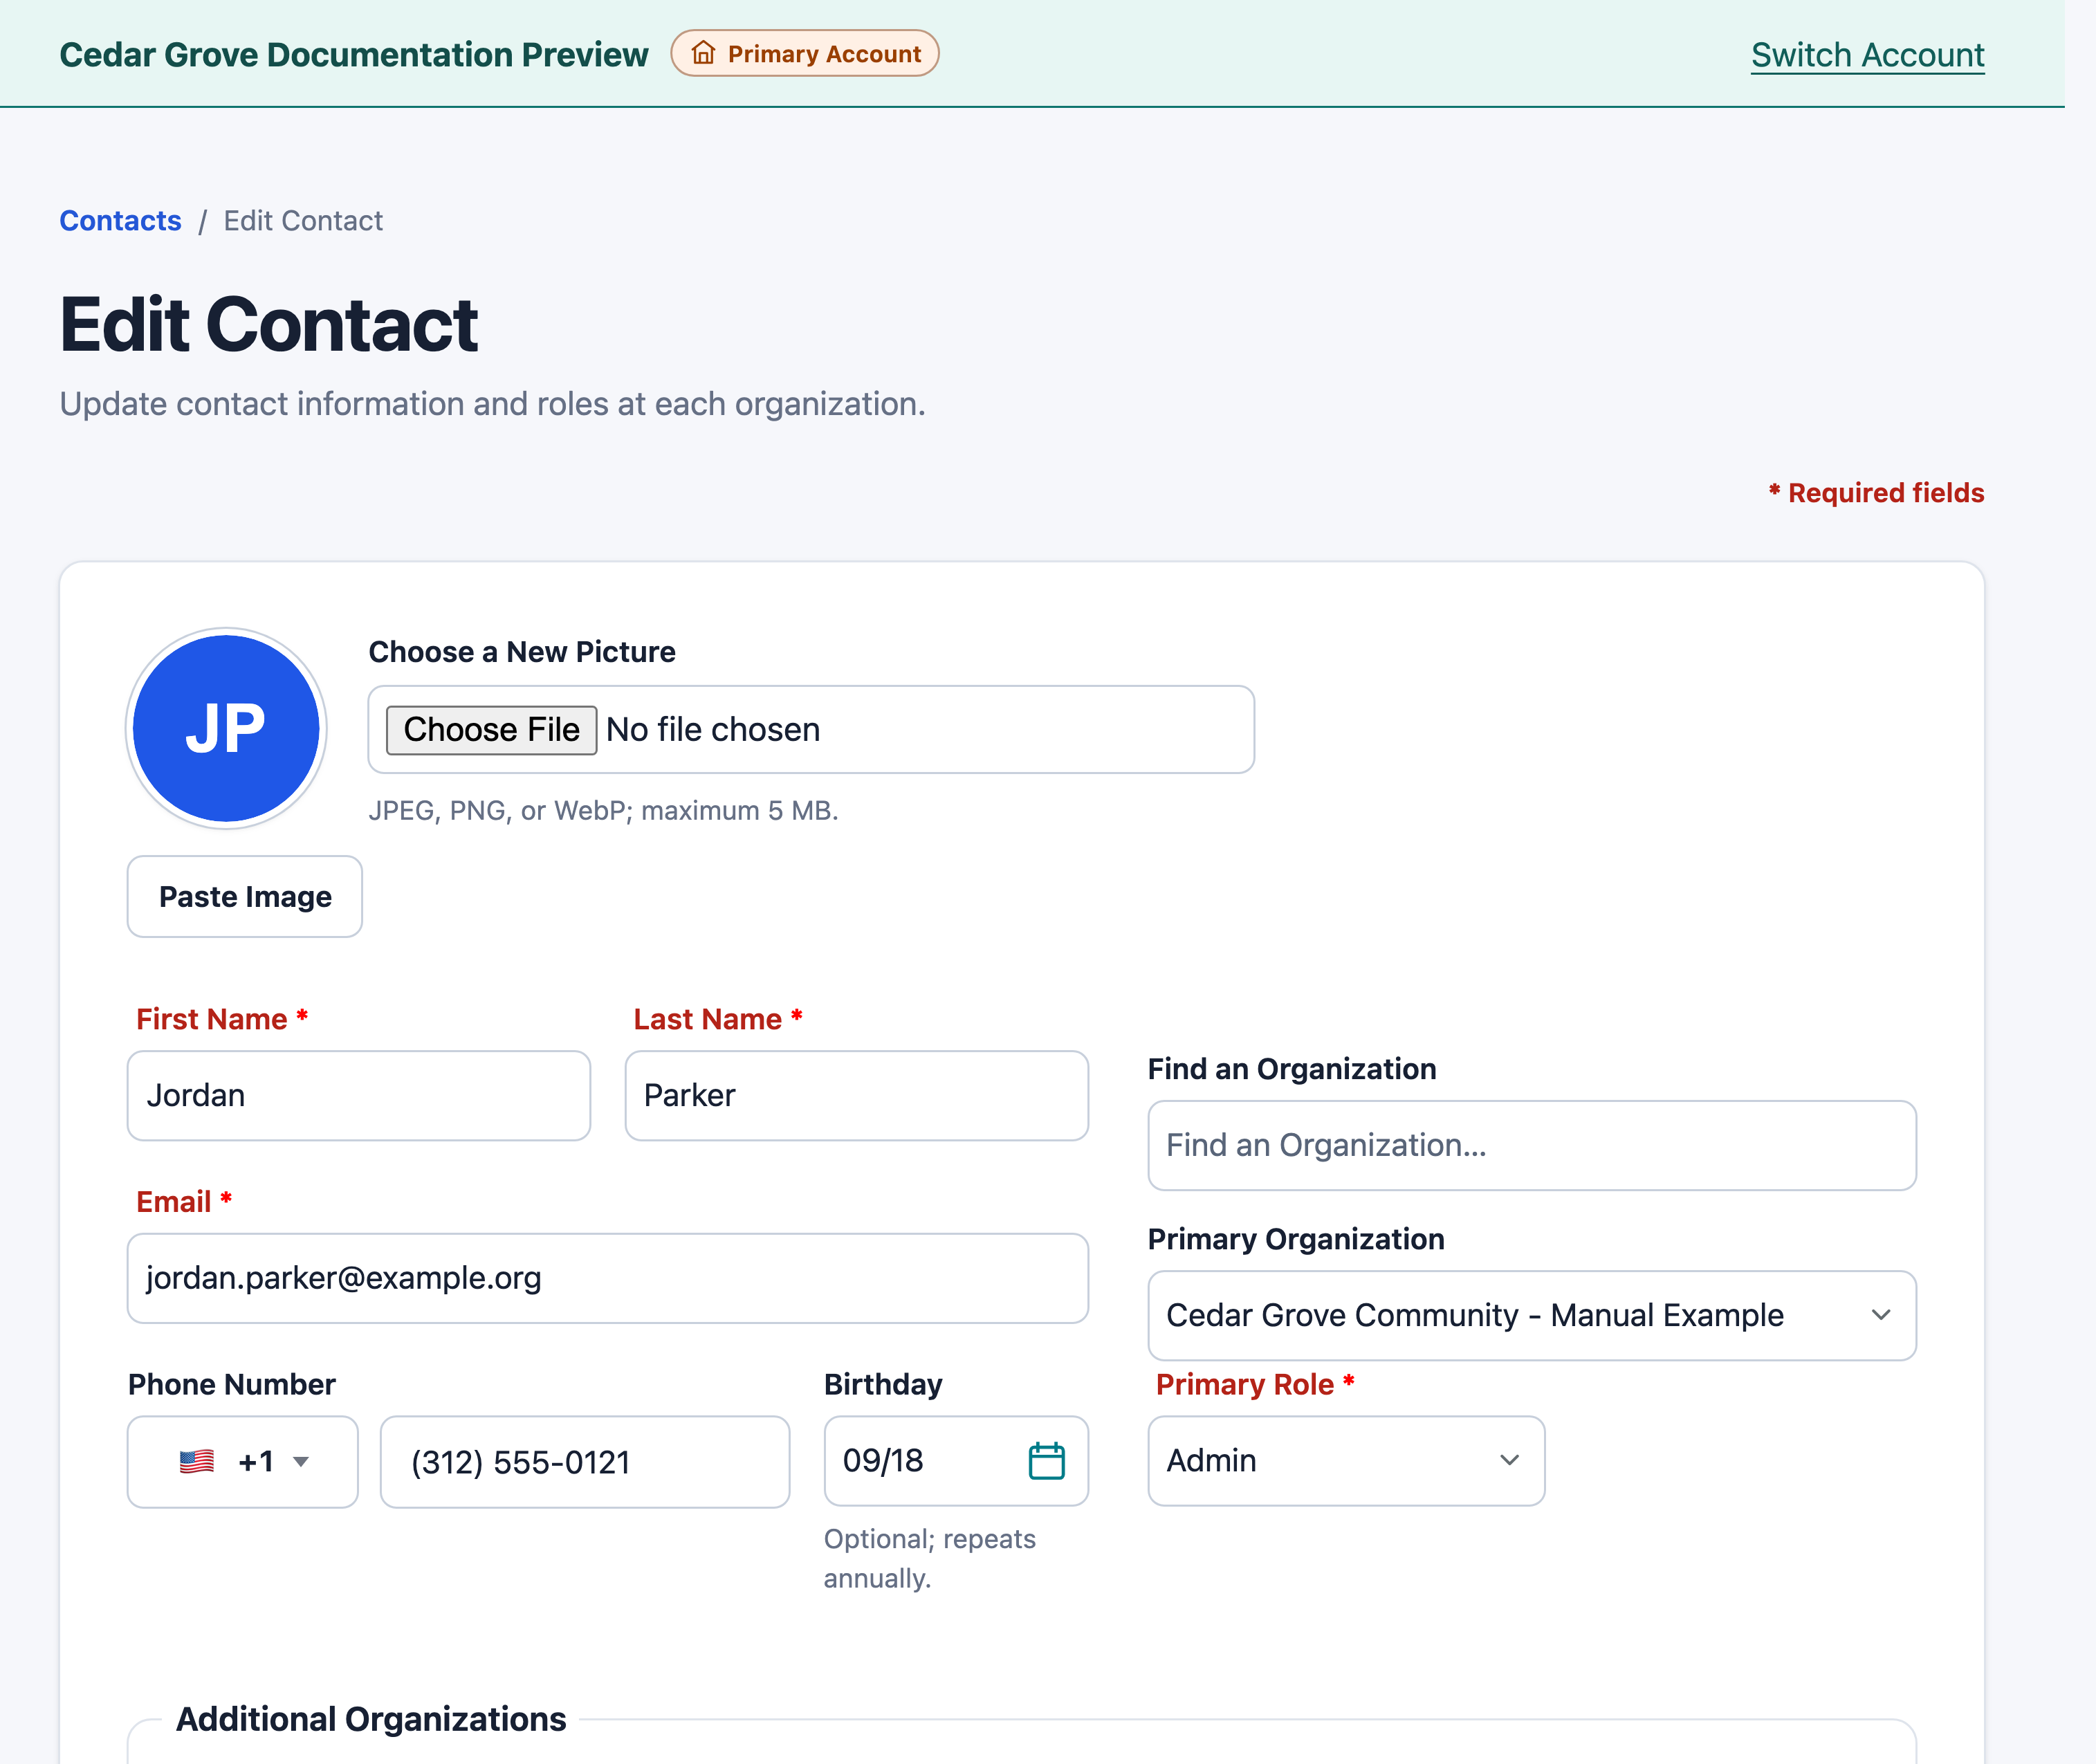 Cedar Grove Documentation Preview
Primary Account
Switch Account
Contacts / Edit Contact
Edit Contact
Update contact information and roles at each organization.
* Required fields
JP
Choose a New Picture
Choose File No file chosen
JPEG, PNG, or WebP; maximum 5 MB.
Paste Image
First Name *
Jordan
Last Name *
Parker
Email *
jordan.parker@example.org
Phone Number
+1
(312) 555-0121
Birthday
09/18
Optional; repeats
annually.
Find an Organization
Find an Organization...
Primary Organization
Cedar Grove Community - Manual Example
Primary Role *
Admin
Additional Organizations